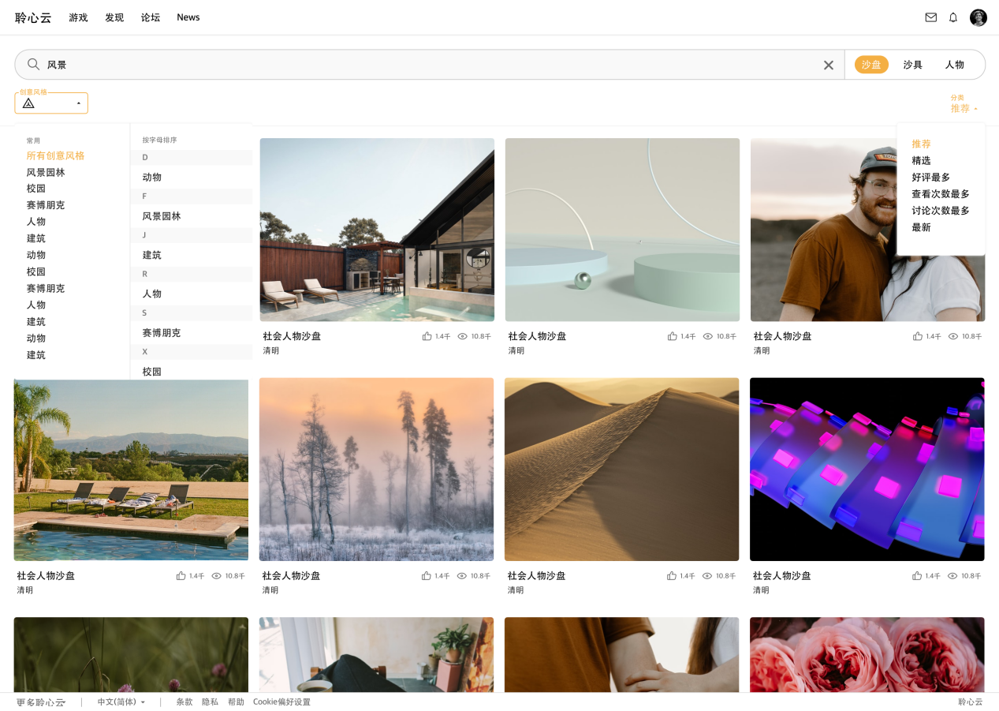 聆心云 游戏 发现 论坛 News
风景 沙盘 沙具 人物
创意风格
分类
推荐
常用
所有创意风格
风景园林
校园
赛博朋克
人物
建筑
动物
校园
赛博朋克
人物
建筑
动物
建筑
按字母排序
D
动物
F
风景园林
J
建筑
R
人物
S
赛博朋克
X
校园
推荐
精选
好评最多
查看次数最多
讨论次数最多
最新
社会人物沙盘 1.4千 10.8千
清明
社会人物沙盘 1.4千 10.8千
清明
社会人物沙盘 1.4千 10.8千
清明
社会人物沙盘 1.4千 10.8千
清明
社会人物沙盘 1.4千 10.8千
清明
社会人物沙盘 1.4千 10.8千
清明
社会人物沙盘 1.4千 10.8千
清明
更多聆心云 中文(简体) 条款 隐私 帮助 Cookie偏好设置 聆心云